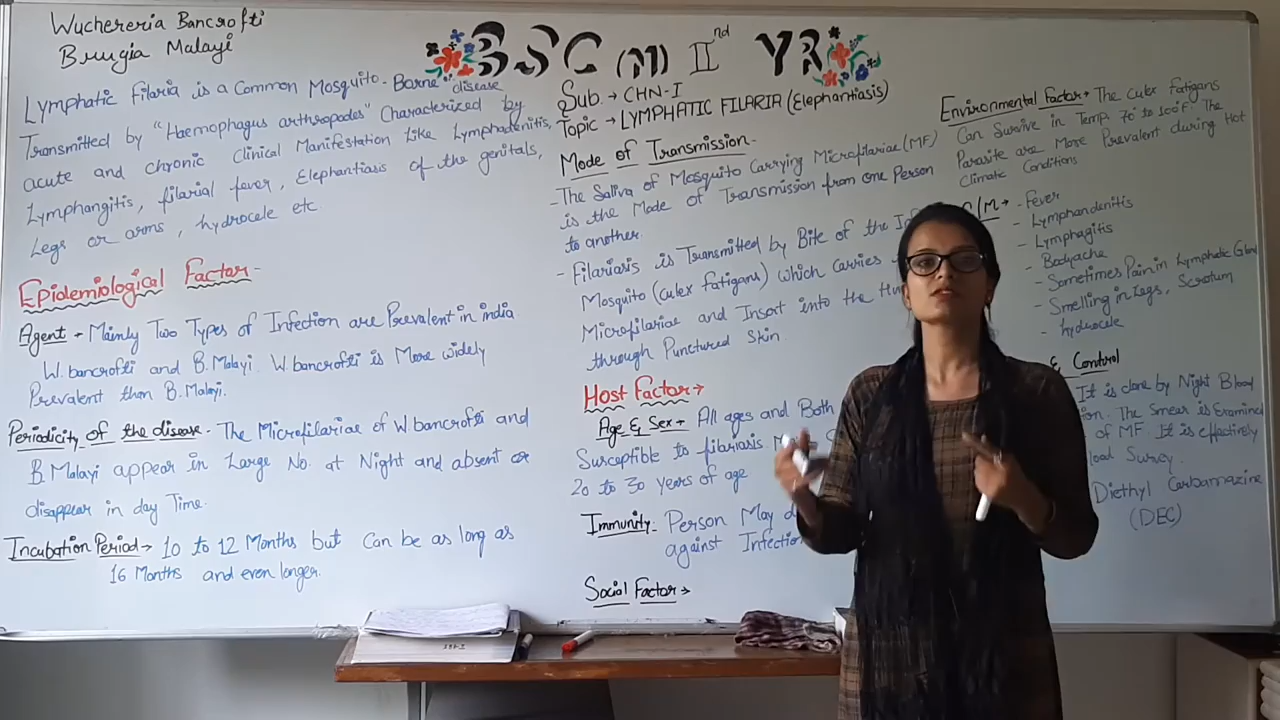 Wuchereria Bancrofti
Brugia Malayi
BSC (N) II nd YR
Lymphatic Filaria is a Common Mosquito-Borne disease
Transmitted by "Haemophagus arthropodes" Characterized by
acute and chronic Clinical Manifestation Like Lymphadenitis,
Lymphangitis, filarial fever, Elephantiasis of the genitals,
Legs or arms, hydrocele etc
Epidemiological Factor-
Agent → Mainly Two Types of Infection are Prevalent in india.
W. bancrofti and B. Malayi. W. bancrofti is More widely
Prevalent than B. Malayi.
Periodicity of the disease- The Microfilariae of W. bancrofti and
B Malayi appear in Large No. at Night and absent or
disappear in day Time.
Incubation Period → 10 to 12 Months but Can be as long as
16 Months and even longer.
Sub. → CHN-I
Topic → LYMPHATIC FILARIA (Elephantiasis)
Mode of Transmission-
- The Saliva of Mosquito Carrying Microfilariae (MF)
is the Mode of Transmission from one Person
to another.
- Filariasis is Transmitted by Bite of the
Mosquito (culex fatigans) which carries
Microfilariae and Insort into the
through Punctured Skin.
Host Factor →
Age & Sex → All ages and Both
Susceptible to filariasis
20 to 30 years of age
Immunity: Person May
against Infection
Social Factor →
Environmental Factor → The culex fatigans
Can Survive in Temp. 70 to 100°F. The
Parasite are More Prevalent during Hot
Climatic Conditions
C/M → - Fever
- Lymphandenitis
- Lymphagitis
- Bodyache
- Sometimes Pain in Lymphatic Gland
- Smelling in Legs, Scrotum
- hydrocele
& Control
It is done by Night Blood
The Smear is Examined
of MF. It is effectively
Survey.
Diethyl Carbamazine
(DEC)